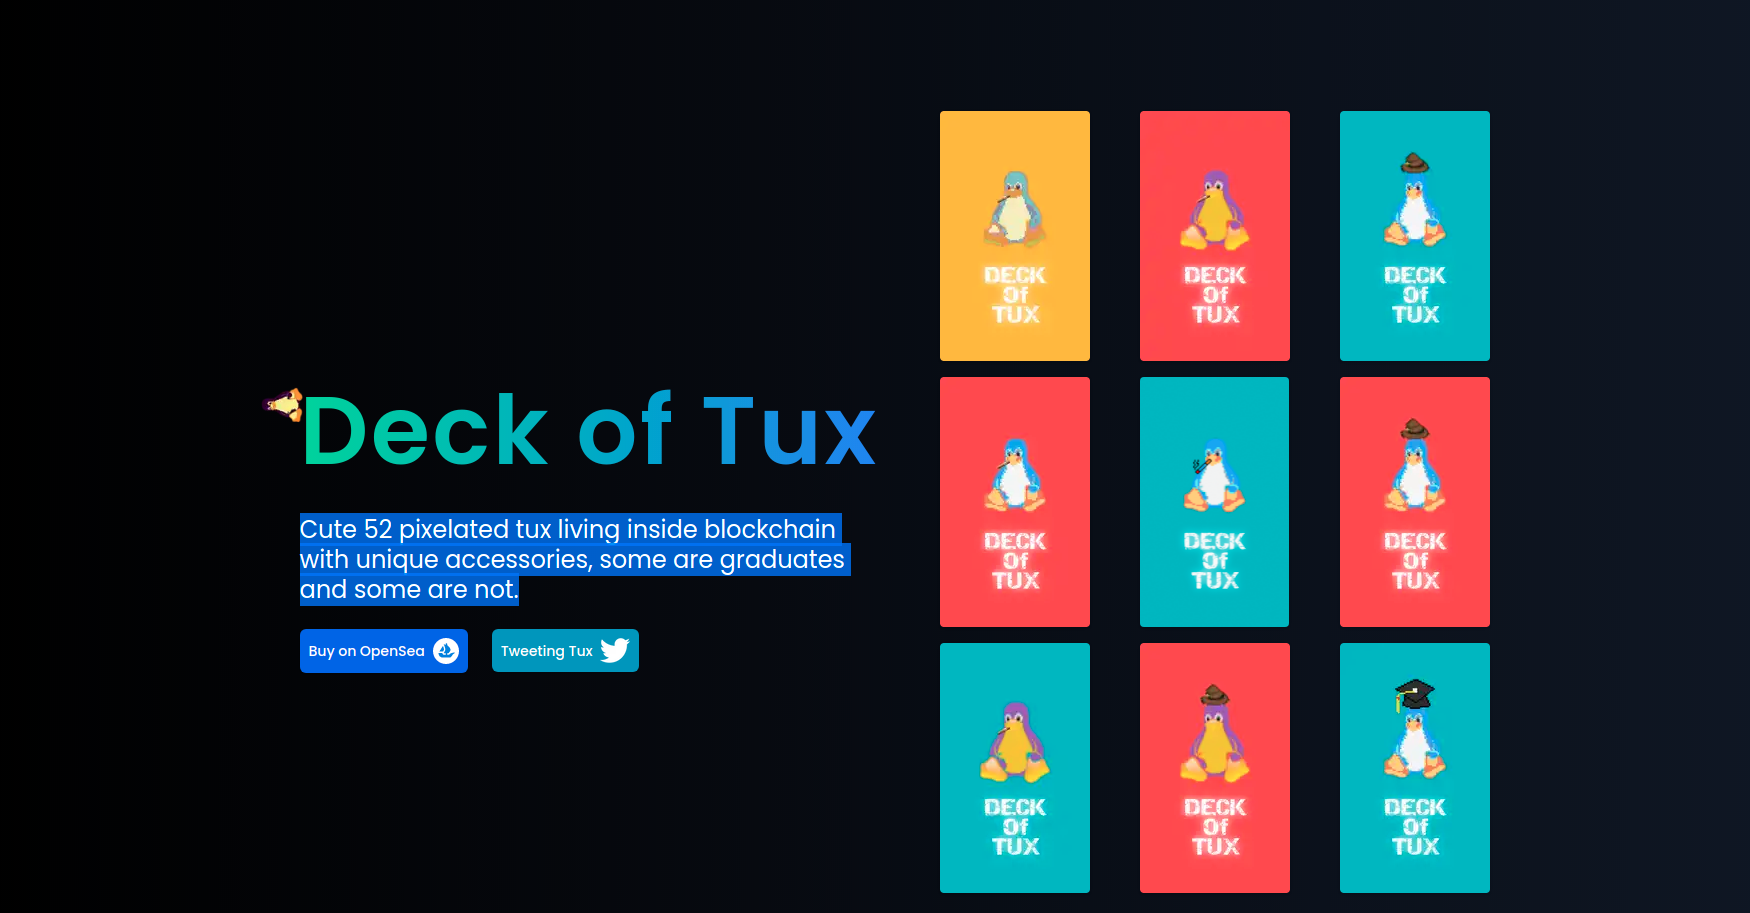 Deck of Tux
Cute 52 pixelated tux living inside blockchain
with unique accessories, some are graduates
and some are not.
Buy on OpenSea
Tweeting Tux
DECK
Of
TUX
DECK
Of
TUX
DECK
Of
TUX
DECK
Of
TUX
DECK
Of
TUX
DECK
Of
TUX
DECK
Of
TUX
DECK
Of
TUX
DECK
Of
TUX